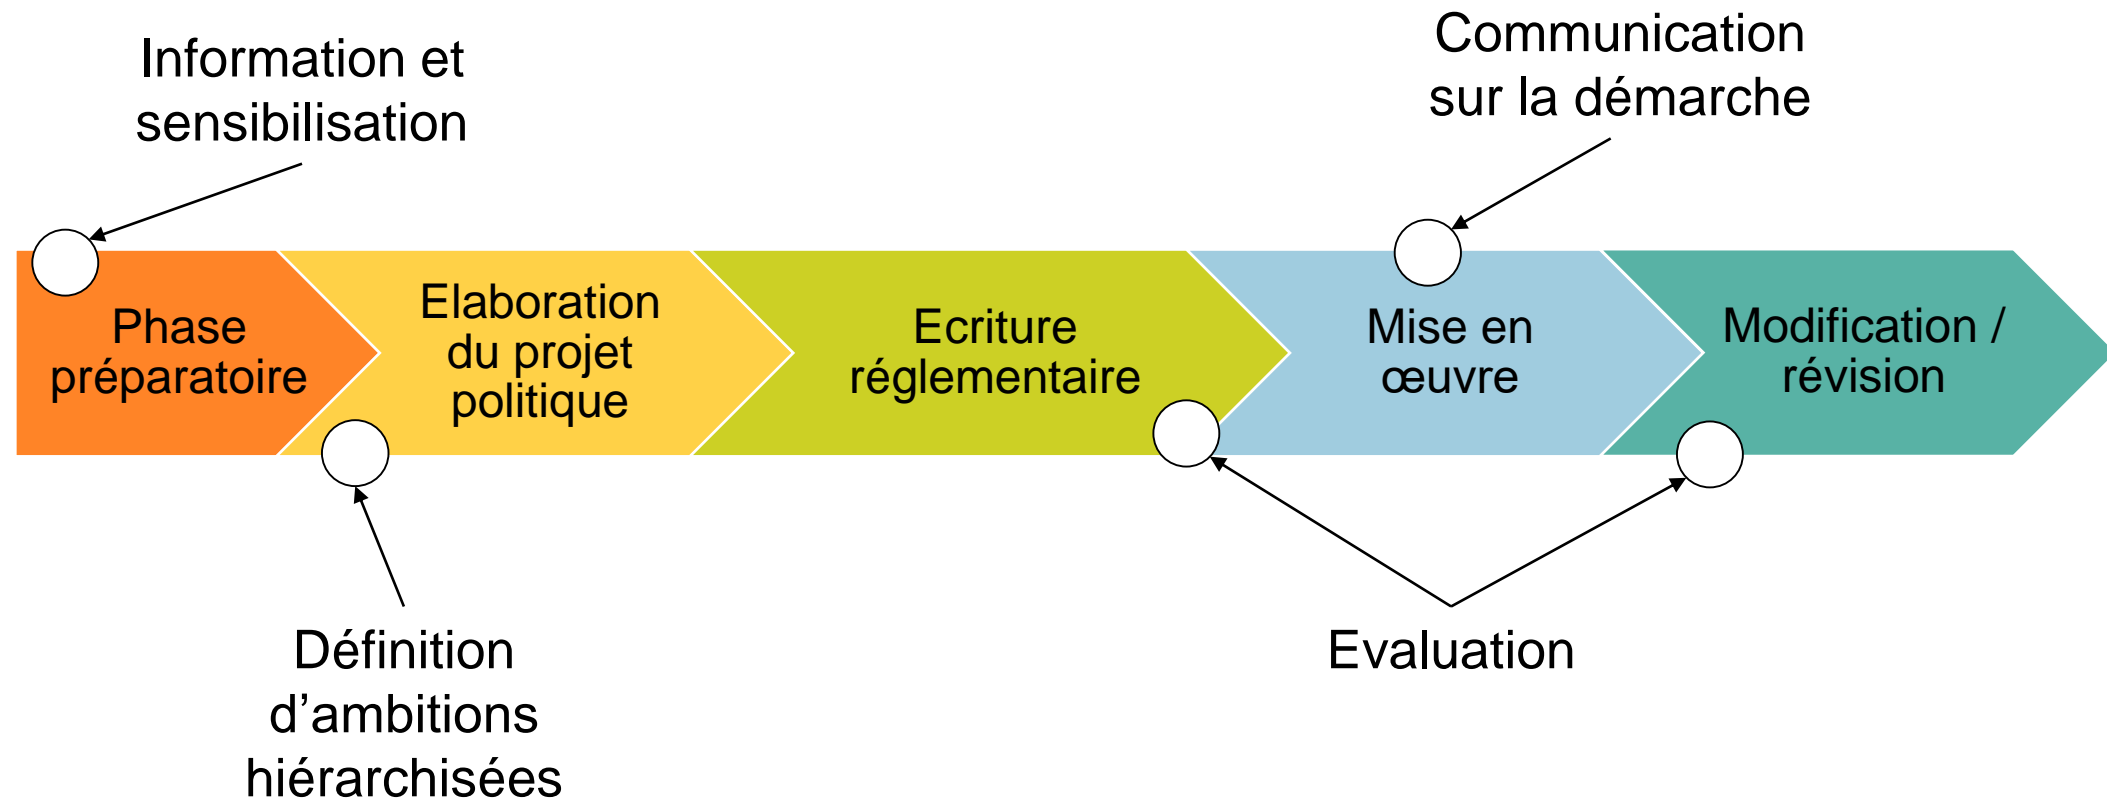 Information et
sensibilisation
Communication
sur la démarche
Phase
préparatoire
Elaboration
du projet
politique
Ecriture
réglementaire
Mise en
œuvre
Modification /
révision
Définition
d’ambitions
hiérarchisées
Evaluation